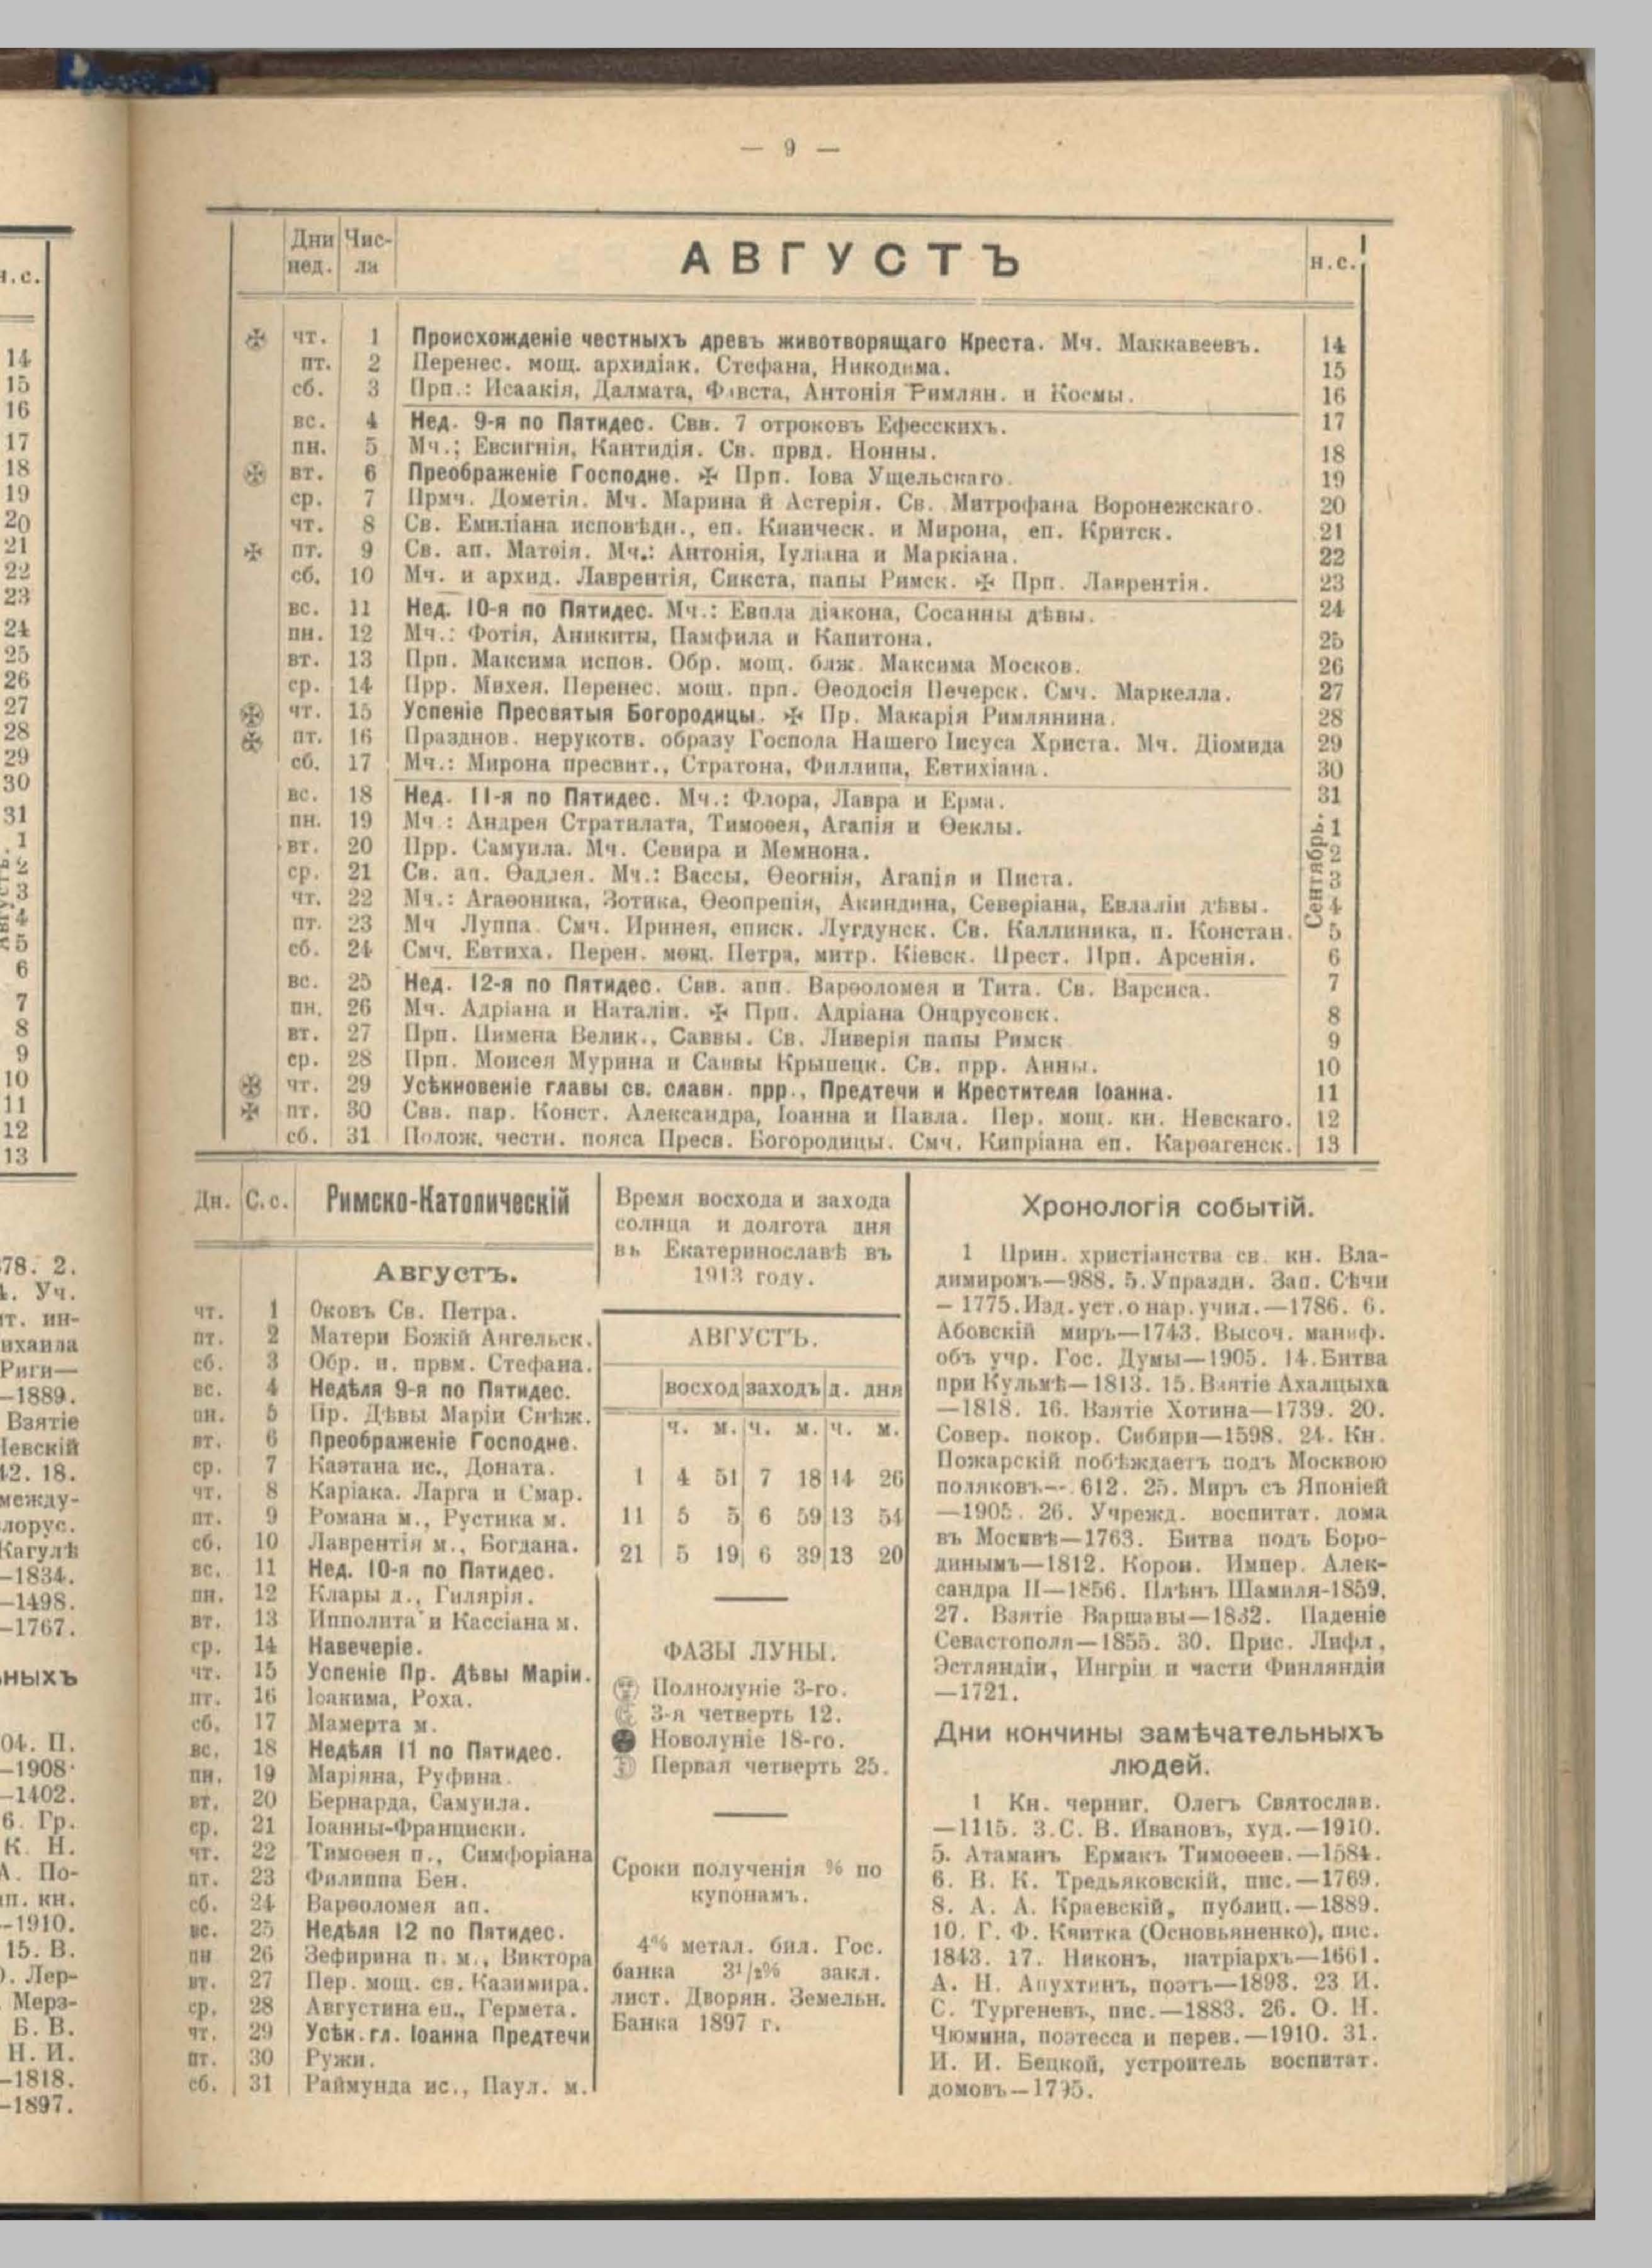 — 9 —
Дни нед. Чис- ла АВГУСТЪ н.с.
чт. 1 Происхожденіе честныхъ древъ животворящаго Креста. Мч. Маккавеевъ. 14
пт. 2 Перенес. мощ. архидіак. Стефана, Никодима. 15
сб. 3 Прп.: Исаакія, Далмата, Фавста, Антонія Римлян. и Космы. 16
вс. 4 Нед. 9-я по Пятидес. Свв. 7 отроковъ Ефесскихъ. 17
пн. 5 Мч.; Евсигнія, Кантидія. Св. првд. Нонны. 18
вт. 6 Преображеніе Господне. ✠ Прп. Іова Ущельскаго. 19
ср. 7 Прмч. Дометія. Мч. Марина й Астерія. Св. Митрофана Воронежскаго. 20
чт. 8 Св. Емиліана исповѣдн., еп. Кизическ. и Мирона, еп. Критск. 21
пт. 9 Св. ап. Матѳія. Мч.: Антонія, Іуліана и Маркіана. 22
сб. 10 Мч. и архид. Лаврентія, Сикста, папы Римск. ✠ Прп. Лаврентія. 23
вс. 11 Нед. 10-я по Пятидес. Мч.: Евпла діакона, Сосанны дѣвы. 24
пн. 12 Мч.: Фотія, Аникиты, Памфила и Капитона. 25
вт. 13 Прп. Максима испов. Обр. мощ. блж. Максима Москов. 26
ср. 14 Прр. Михея. Перенес. мощ. прп. Ѳеодосія Печерск. Смч. Маркелла. 27
чт. 15 Успеніе Пресвятыя Богородицы. ✠ Пр. Макарія Римлянина. 28
пт. 16 Празднов. нерукотв. образу Господа Нашего Іисуса Христа. Мч. Діомида 29
сб. 17 Мч.: Мирона пресвит., Стратона, Филлипа, Евтихіана. 30
вс. 18 Нед. 11-я по Пятидес. Мч.: Флора, Лавра и Ерма. 31
пн. 19 Мч.: Андрея Стратилата, Тимоѳея, Агапія и Ѳеклы. Сентябрь. 1
вт. 20 Прр. Самуила. Мч. Севира и Мемнона. 2
ср. 21 Св. ап. Ѳадлея. Мч.: Вассы, Ѳеогнія, Агапія и Писта. 3
чт. 22 Мч.: Агаѳоника, Зотика, Ѳеопрепія, Акиндина, Северіана, Евлаліи дѣвы. 4
пт. 23 Мч Луппа. Смч. Иринея, еписк. Лугдунск. Св. Каллиника, п. Констан. 5
сб. 24 Смч. Евтиха. Перен. мощ. Петра, митр. Кіевск. Прест. Прп. Арсенія. 6
вс. 25 Нед. 12-я по Пятидес. Свв. апп. Варѳоломея и Тита. Св. Варсиса. 7
пн. 26 Мч. Адріана и Наталіи. ✠ Прп. Адріана Ондрусовск. 8
вт. 27 Прп. Пимена Велик., Саввы. Св. Ливерія папы Римск 9
ср. 28 Прп. Моисея Мурина и Саввы Крыпецк. Св. прр. Анны. 10
чт. 29 Усѣкновеніе главы св. славн. прр., Предтечи и Крестителя Іоанна. 11
пт. 30 Свв. пар. Конст. Александра, Іоанна и Павла. Пер. мощ. кн. Невскаго. 12
сб. 31 Полож. честн. пояса Пресв. Богородицы. Смч. Кипріана еп. Карѳагенск. 13
Дн. С.с. Римско-Католическій
Августъ.
чт. 1 Оковъ Св. Петра.
пт. 2 Матери Божій Ангельск.
сб. 3 Обр. и. првм. Стефана.
вс. 4 Недѣля 9-я по Пятидес.
пн. 5 Пр. Дѣвы Маріи Снѣж.
вт. 6 Преображеніе Господне.
ср. 7 Каэтана ис., Доната.
чт. 8 Каріака. Ларга и Смар.
пт. 9 Романа м., Рустика м.
сб. 10 Лаврентія м., Богдана.
вс. 11 Нед. 10-я по Пятидес.
пн. 12 Клары д., Гилярія.
вт. 13 Ипполита и Кассіана м.
ср. 14 Навечеріе.
чт. 15 Успеніе Пр. Дѣвы Маріи.
пт. 16 Іоакима, Роха.
сб. 17 Мамерта м.
вс. 18 Недѣля 11 по Пятидес.
пн. 19 Маріяна, Руфина.
вт. 20 Бернарда, Самуила.
ср. 21 Іоанны-Франциски.
чт. 22 Тимоѳея п., Симфоріана
пт. 23 Филиппа Бен.
сб. 24 Варѳоломея ап.
вс. 25 Недѣля 12 по Пятидес.
пн 26 Зефирина п. м., Виктора
вт. 27 Пер. мощ. св. Казимира.
ср. 28 Августина еп., Гермета.
чт. 29 Усѣк. гл. Іоанна Предтечи
пт. 30 Ружи.
сб. 31 Раймунда ис., Паул. м.
Время восхода и захода
солнца и долгота дня
вь Екатеринославѣ въ
1913 году.
АВГУСТЪ.
восход заходъ д. дня
ч. м. ч. м. ч. м.
1 4 51 7 18 14 26
11 5 5 6 59 13 54
21 5 19 6 39 13 20
ФАЗЫ ЛУНЫ.
Полнолуніе 3-го.
3-я четверть 12.
Новолуніе 18-го.
Первая четверть 25.
Сроки полученія % по
купонамъ.
4% метал. бил. Гос.
банка 3½% закл.
лист. Дворян. Земельн.
Банка 1897 г.
Хронологія событій.
1 Прин. христіанства св. кн. Вла-
димиромъ—988. 5. Упраздн. Зап. Сѣчи
— 1775. Изд. уст. о нар. учил.—1786. 6.
Абовскій миръ—1743. Высоч. маниф.
объ учр. Гос. Думы—1905. 14. Битва
при Кульмѣ—1813. 15. Взятіе Ахалцыха
—1818. 16. Взятіе Хотина—1739. 20.
Совер. покор. Сибири—1598. 24. Кн.
Пожарскій побѣждаетъ подъ Москвою
поляковъ—.612. 25. Миръ съ Японіей
—1905. 26. Учрежд. воспитат. дома
въ Москвѣ—1763. Битва подъ Боро-
динымъ—1812. Корон. Импер. Алек-
сандра II—1856. Плѣнъ Шамиля-1859.
27. Взятіе Варшавы—1832. Паденіе
Севастополя—1855. 30. Прис. Лифл,
Эстляндіи, Ингріи и части Финляндіи
—1721.
Дни кончины замѣчательныхъ
людей.
1 Кн. черниг. Олегъ Святослав.
—1115. 3. С. В. Ивановъ, худ.—1910.
5. Атаманъ Ермакъ Тимоѳеев.—1584.
6. В. К. Тредьяковскій, пис.—1769.
8. А. А. Краевскій, публиц.—1889.
10. Г. Ф. Квитка (Основьяненко), пис.
1843. 17. Никонъ, патріархъ—1661.
А. Н. Апухтинъ, поэтъ—1893. 23 И.
С. Тургеневъ, пис.—1883. 26. О. Н.
Чюмина, поэтесса и перев.—1910. 31.
И. И. Бецкой, устроитель воспитат.
домовъ—1795.